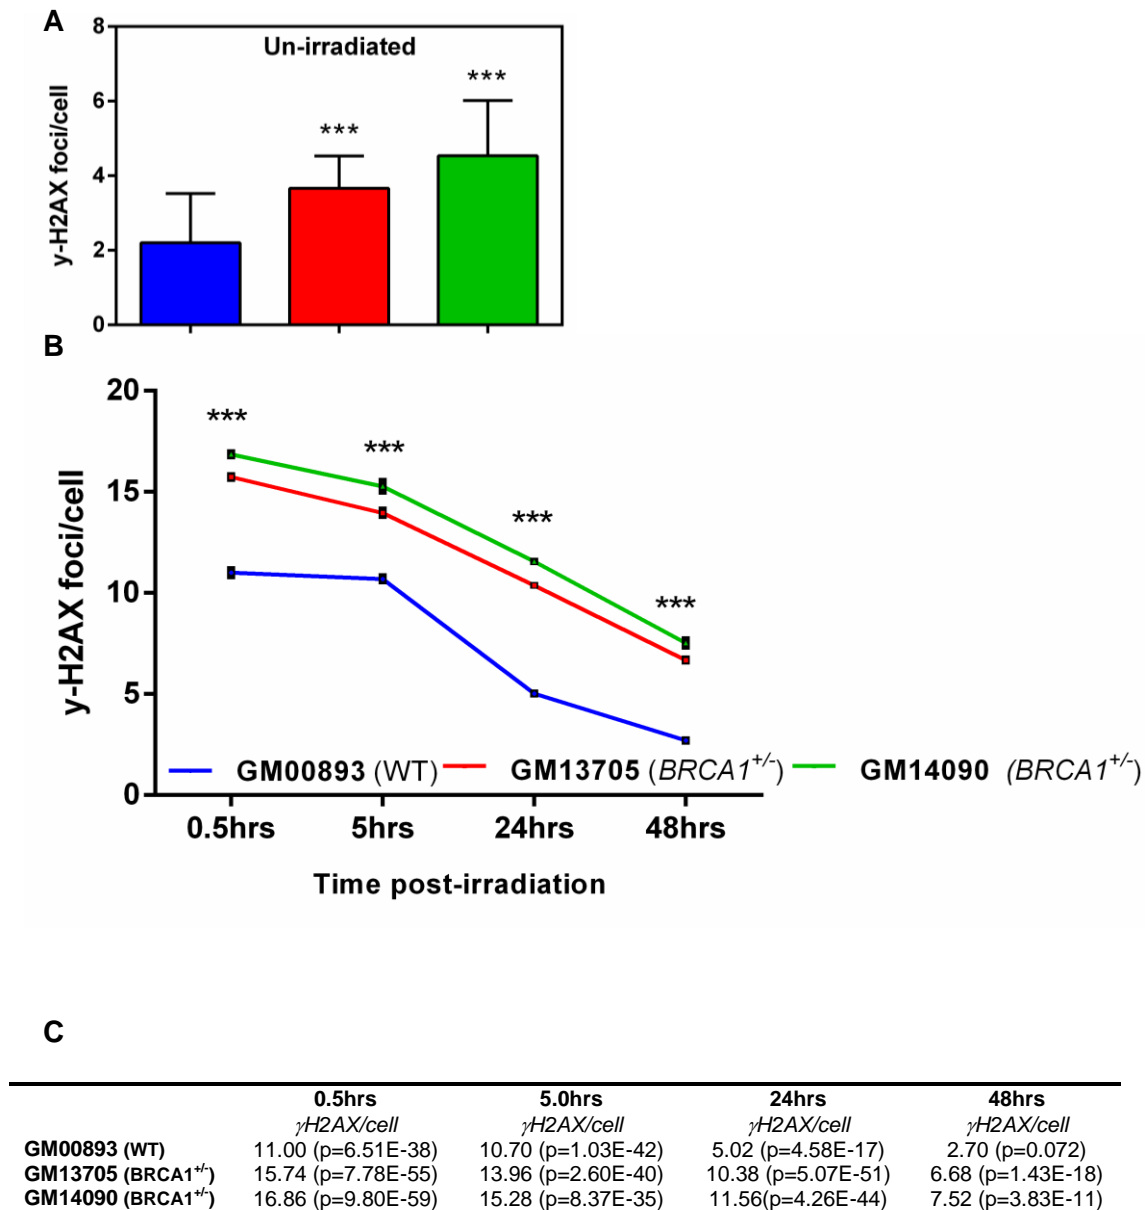 A
8
Un-irradiated
***
***
6
4
2
0
y-H2AX foci/cell
B
20
***
***
15
***
10
***
5
0
y-H2AX foci/cell
GM00893 (WT) GM13705 (BRCA1+/-) GM14090 (BRCA1+/-)
0.5hrs 5hrs 24hrs 48hrs
Time post-irradiation
C
0.5hrs 5.0hrs 24hrs 48hrs
γH2AX/cell γH2AX/cell γH2AX/cell γH2AX/cell
GM00893 (WT) 11.00 (p=6.51E-38) 10.70 (p=1.03E-42) 5.02 (p=4.58E-17) 2.70 (p=0.072)
GM13705 (BRCA1+/-) 15.74 (p=7.78E-55) 13.96 (p=2.60E-40) 10.38 (p=5.07E-51) 6.68 (p=1.43E-18)
GM14090 (BRCA1+/-) 16.86 (p=9.80E-59) 15.28 (p=8.37E-35) 11.56(p=4.26E-44) 7.52 (p=3.83E-11)